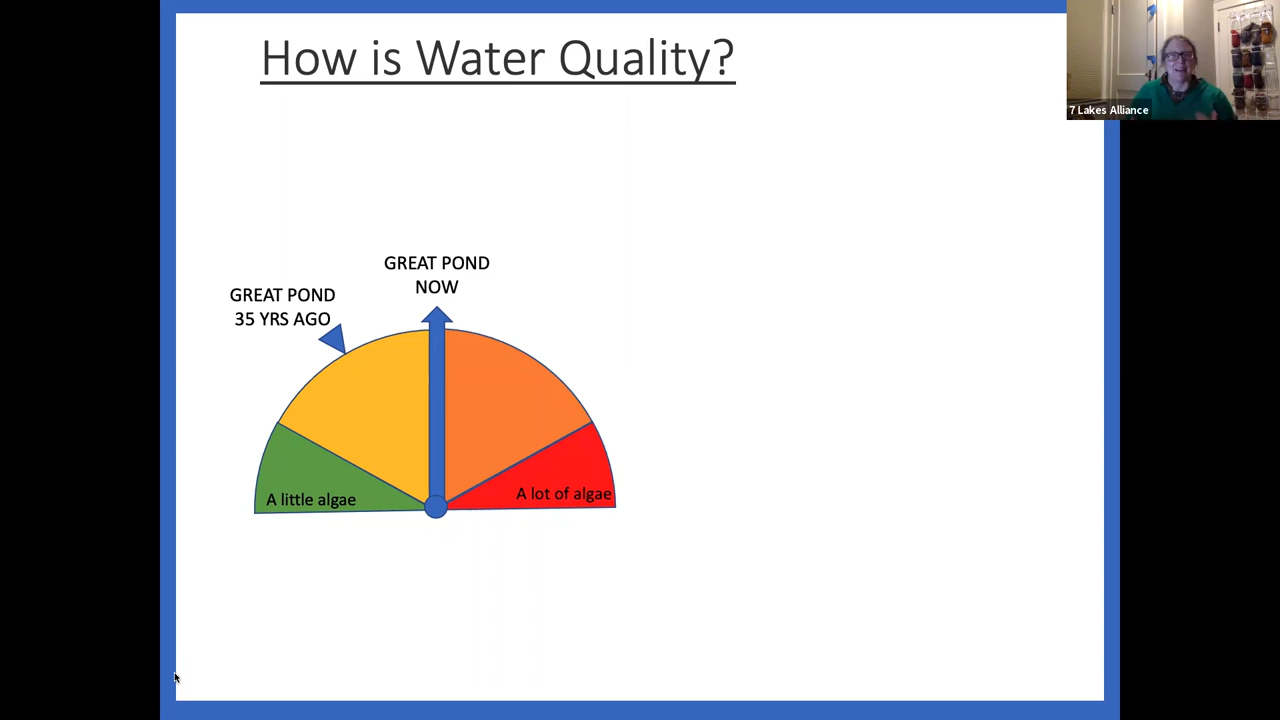 How is Water Quality?
7 Lakes Alliance
GREAT POND
NOW
GREAT POND
35 YRS AGO
A little algae
A lot of algae